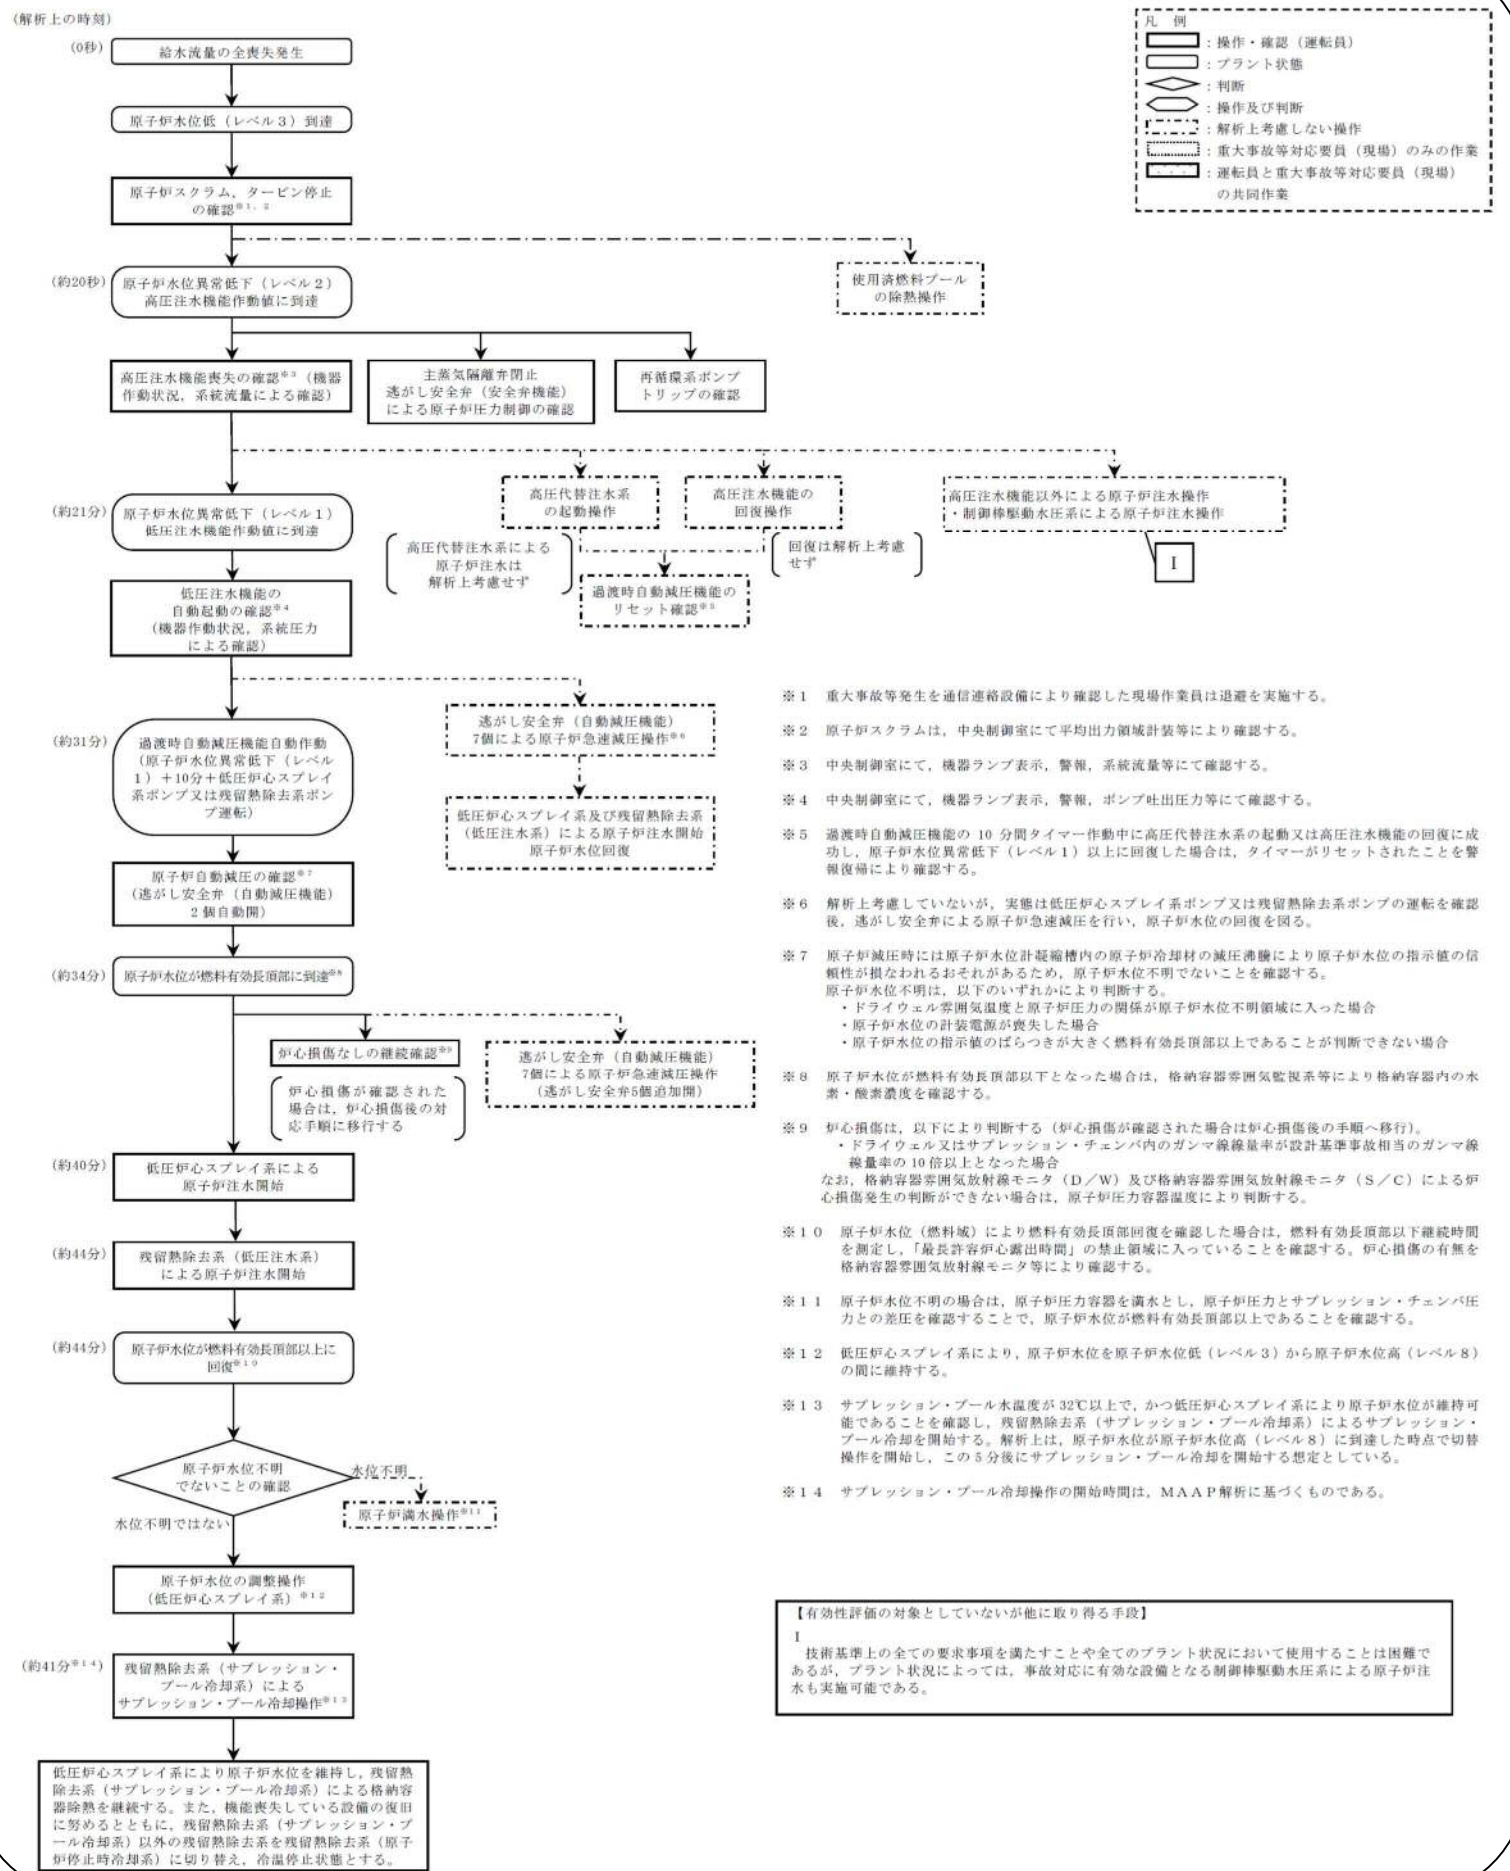 (解析上の時刻)
(0秒)
給水流量の全喪失発生
原子炉水位低（レベル３）到達
原子炉スクラム、タービン停止
の確認※1, 2
(約20秒)
原子炉水位異常低下（レベル２）
高圧注水機能作動値に到達
使用済燃料プール
の除熱操作
高圧注水機能喪失の確認※3（機器
作動状況，系統流量による確認）
主蒸気隔離弁閉止
逃がし安全弁（安全弁機能）
による原子炉圧力制御の確認
再循環系ポンプ
トリップの確認
(約21分)
原子炉水位異常低下（レベル１）
低圧注水機能作動値に到達
高圧代替注水系
の起動操作
高圧注水機能の
回復操作
高圧注水機能以外による原子炉注水操作
・制御棒駆動水圧系による原子炉注水操作
高圧代替注水系による
原子炉注水は
解析上考慮せず
回復は解析上考慮
せず
I
過渡時自動減圧機能の
リセット確認※5
低圧注水機能の
自動起動の確認※4
（機器作動状況，系統圧力
による確認）
逃がし安全弁（自動減圧機能）
7個による原子炉急速減圧操作※6
(約31分)
過渡時自動減圧機能自動作動
（原子炉水位異常低下（レベル
１）＋10分＋低圧炉心スプレイ
系ポンプ又は残留熱除去系ポン
プ運転）
低圧炉心スプレイ系及び残留熱除去系
（低圧注水系）による原子炉注水開始
原子炉水位回復
原子炉自動減圧の確認※7
（逃がし安全弁（自動減圧機能）
２個自動開）
(約34分)
原子炉水位が燃料有効長頂部に到達※8
炉心損傷なしの継続確認※9
炉心損傷が確認された
場合は，炉心損傷後の対
応手順に移行する
逃がし安全弁（自動減圧機能）
7個による原子炉急速減圧操作
（逃がし安全弁5個追加開）
(約40分)
低圧炉心スプレイ系による
原子炉注水開始
(約44分)
残留熱除去系（低圧注水系）
による原子炉注水開始
(約44分)
原子炉水位が燃料有効長頂部以上に
回復※10
原子炉水位不明
でないことの確認
水位不明
原子炉満水操作※11
水位不明ではない
原子炉水位の調整操作
（低圧炉心スプレイ系）※12
(約41分※14)
残留熱除去系（サプレッション・
プール冷却系）による
サプレッション・プール冷却操作※13
低圧炉心スプレイ系により原子炉水位を維持し，残留熱
除去系（サプレッション・プール冷却系）による格納容
器除熱を継続する。また，機能喪失している設備の復旧
に努めるとともに，残留熱除去系（サプレッション・プ
ール冷却系）以外の残留熱除去系を残留熱除去系（原子
炉停止時冷却系）に切り替え，冷温停止状態とする。
凡　例
：操作・確認（運転員）
：プラント状態
：判断
：操作及び判断
：解析上考慮しない操作
：重大事故等対応要員（現場）のみの作業
：運転員と重大事故等対応要員（現場）
の共同作業
※１　重大事故等発生を通信連絡設備により確認した現場作業員は退避を実施する。
※２　原子炉スクラムは，中央制御室にて平均出力領域計装等により確認する。
※３　中央制御室にて，機器ランプ表示，警報，系統流量等にて確認する。
※４　中央制御室にて，機器ランプ表示，警報，ポンプ吐出圧力等にて確認する。
※５　過渡時自動減圧機能の 10 分間タイマー作動中に高圧代替注水系の起動又は高圧注水機能の回復に成
功し，原子炉水位異常低下（レベル１）以上に回復した場合は，タイマーがリセットされたことを警
報復帰により確認する。
※６　解析上考慮していないが，実態は低圧炉心スプレイ系ポンプ又は残留熱除去系ポンプの運転を確認
後，逃がし安全弁による原子炉急速減圧を行い，原子炉水位の回復を図る。
※７　原子炉減圧時には原子炉水位計凝縮槽内の原子炉冷却材の減圧沸騰により原子炉水位の指示値の信
頼性が損なわれるおそれがあるため，原子炉水位不明でないことを確認する。
原子炉水位不明は，以下のいずれかにより判断する。
・ドライウェル雰囲気温度と原子炉圧力の関係が原子炉水位不明領域に入った場合
・原子炉水位の計装電源が喪失した場合
・原子炉水位の指示値のばらつきが大きく燃料有効長頂部以上であることが判断できない場合
※８　原子炉水位が燃料有効長頂部以下となった場合は，格納容器雰囲気監視系等により格納容器内の水
素・酸素濃度を確認する。
※９　炉心損傷は，以下により判断する（炉心損傷が確認された場合は炉心損傷後の手順へ移行）。
・ドライウェル又はサプレッション・チェンバ内のガンマ線線量率が設計基準事故相当のガンマ線
線量率の 10 倍以上となった場合
なお，格納容器雰囲気放射線モニタ（Ｄ／Ｗ）及び格納容器雰囲気放射線モニタ（Ｓ／Ｃ）による炉
心損傷発生の判断ができない場合は，原子炉圧力容器温度により判断する。
※１０　原子炉水位（燃料域）により燃料有効長頂部回復を確認した場合は，燃料有効長頂部以下継続時間
を測定し，「最長許容炉心露出時間」の禁止領域に入っていることを確認する。炉心損傷の有無を
格納容器雰囲気放射線モニタ等により確認する。
※１１　原子炉水位不明の場合は，原子炉圧力容器を満水とし，原子炉圧力とサプレッション・チェンバ圧
力との差圧を確認することで，原子炉水位が燃料有効長頂部以上であることを確認する。
※１２　低圧炉心スプレイ系により，原子炉水位を原子炉水位低（レベル３）から原子炉水位高（レベル８）
の間に維持する。
※１３　サプレッション・プール水温度が 32℃以上で，かつ低圧炉心スプレイ系により原子炉水位が維持可
能であることを確認し，残留熱除去系（サプレッション・プール冷却系）によるサプレッション・
プール冷却を開始する。解析上は，原子炉水位が原子炉水位高（レベル８）に到達した時点で切替
操作を開始し，この５分後にサプレッション・プール冷却を開始する想定としている。
※１４　サプレッション・プール冷却操作の開始時間は，ＭＡＡＰ解析に基づくものである。
【有効性評価の対象としていないが他に取り得る手段】
I
技術基準上の全ての要求事項を満たすことや全てのプラント状況において使用することは困難で
あるが，プラント状況によっては，事故対応に有効な設備となる制御棒駆動水圧系による原子炉注
水も実施可能である。